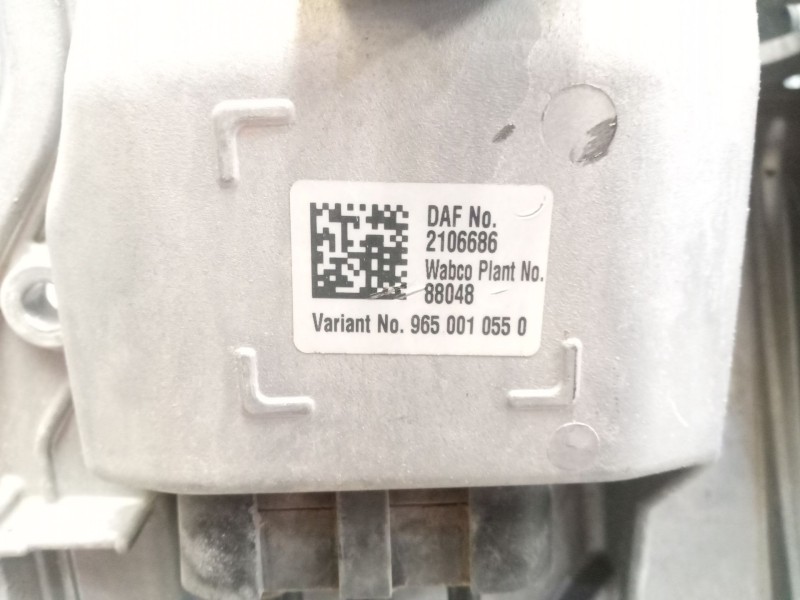 DAF No.
2106686
Wabco Plant No.
88048
Variant No. 965 001 055 0